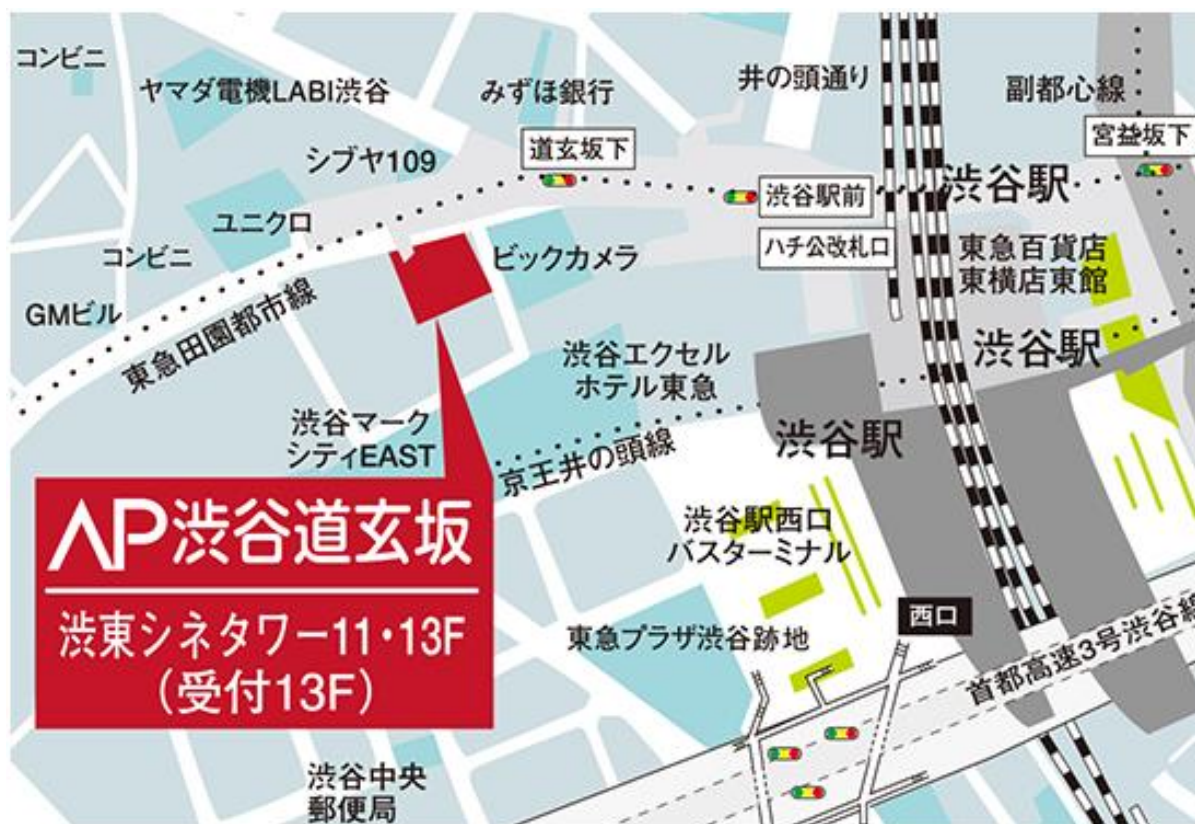 コンビニ
ヤマダ電機LABI渋谷
みずほ銀行
井の頭通り
副都心線
道玄坂下
宮益坂下
シブヤ109
渋谷駅前
渋谷駅
ユニクロ
ハチ公改札口
東急百貨店
東横店東館
コンビニ
ビックカメラ
GMビル
東急田園都市線
渋谷エクセル
ホテル東急
渋谷駅
渋谷マーク
シティEAST
京王井の頭線
渋谷駅
AP渋谷道玄坂
渋東シネタワー11・13F
(受付13F)
渋谷駅西口
バスターミナル
西口
東急プラザ渋谷跡地
首都高速3号渋谷線
渋谷中央
郵便局